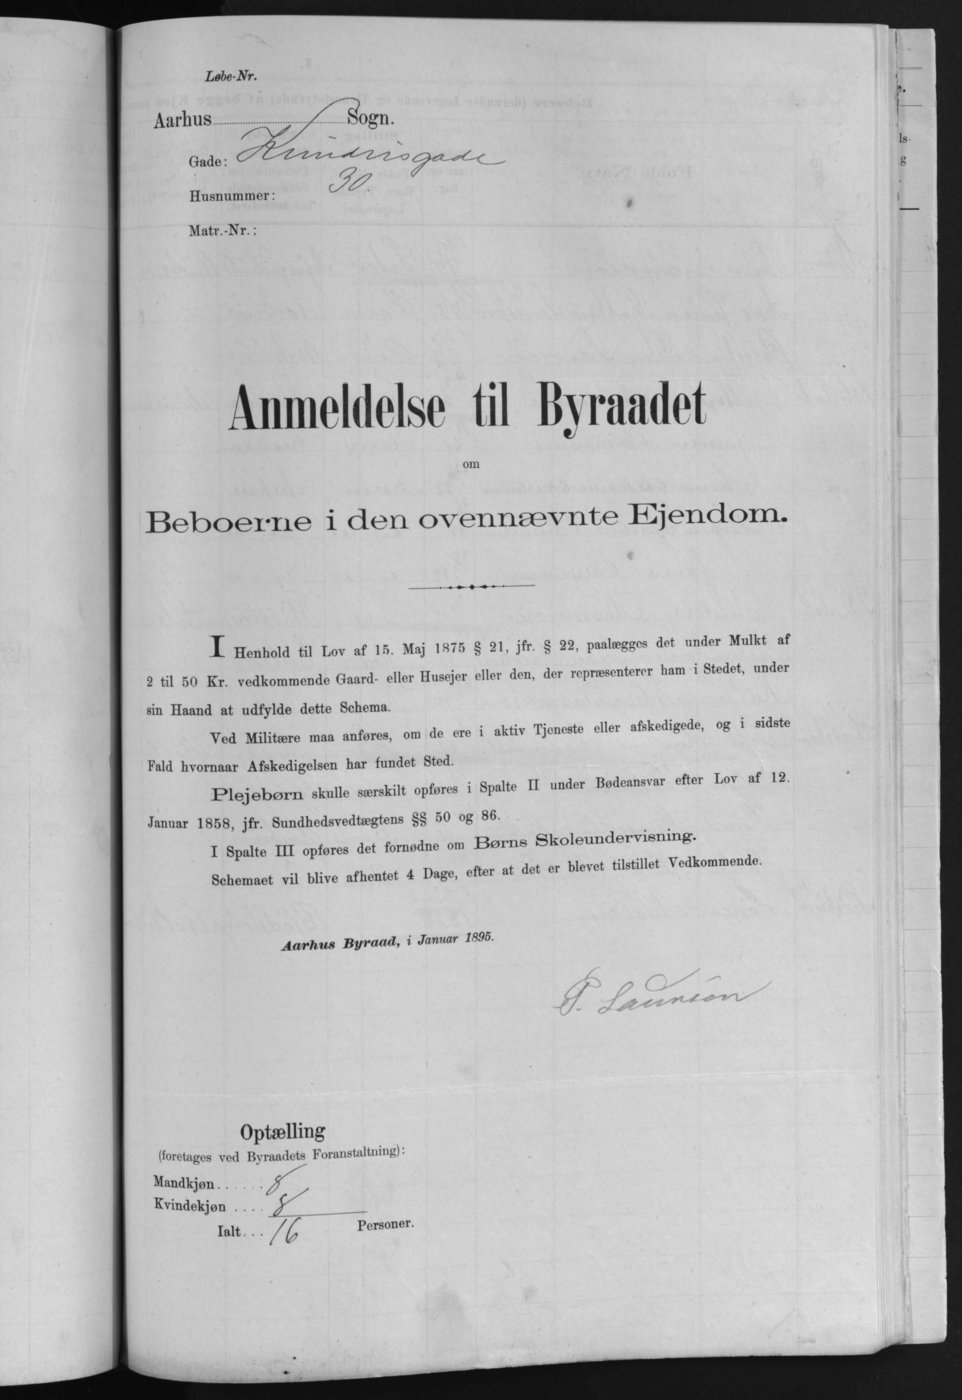 Løbe-Nr.
Aarhus Sogn.
Gade:
Husnummer: 30.
Matr.-Nr.:
Anmeldelse til Byraadet
om
Beboerne i den ovennævnte Ejendom.
I Henhold til Lov af 15. Maj 1875 § 21, jfr. § 22, paalægges det under Mulkt af
2 til 50 Kr. vedkommende Gaard- eller Husejer eller den, der repræsenterer ham i Stedet, under
sin Haand at udfylde dette Schema.
Ved Militære maa anføres, om de ere i aktiv Tjeneste eller afskedigede, og i sidste
Fald hvornaar Afskedigelsen har fundet Sted.
Plejebørn skulle særskilt opføres i Spalte II under Bødeansvar efter Lov af 12.
Januar 1858, jfr. Sundhedsvedtægtens §§ 50 og 86.
I Spalte III opføres det fornødne om Børns Skoleundervisning.
Schemaet vil blive afhentet 4 Dage, efter at det er blevet tilstillet Vedkommende.
Aarhus Byraad, i Januar 1895.
P. Laursen
Optælling
(foretages ved Byraadets Foranstaltning):
Mandkjøn...... 8
Kvindekjøn .... 8
Ialt... 16 Personer.